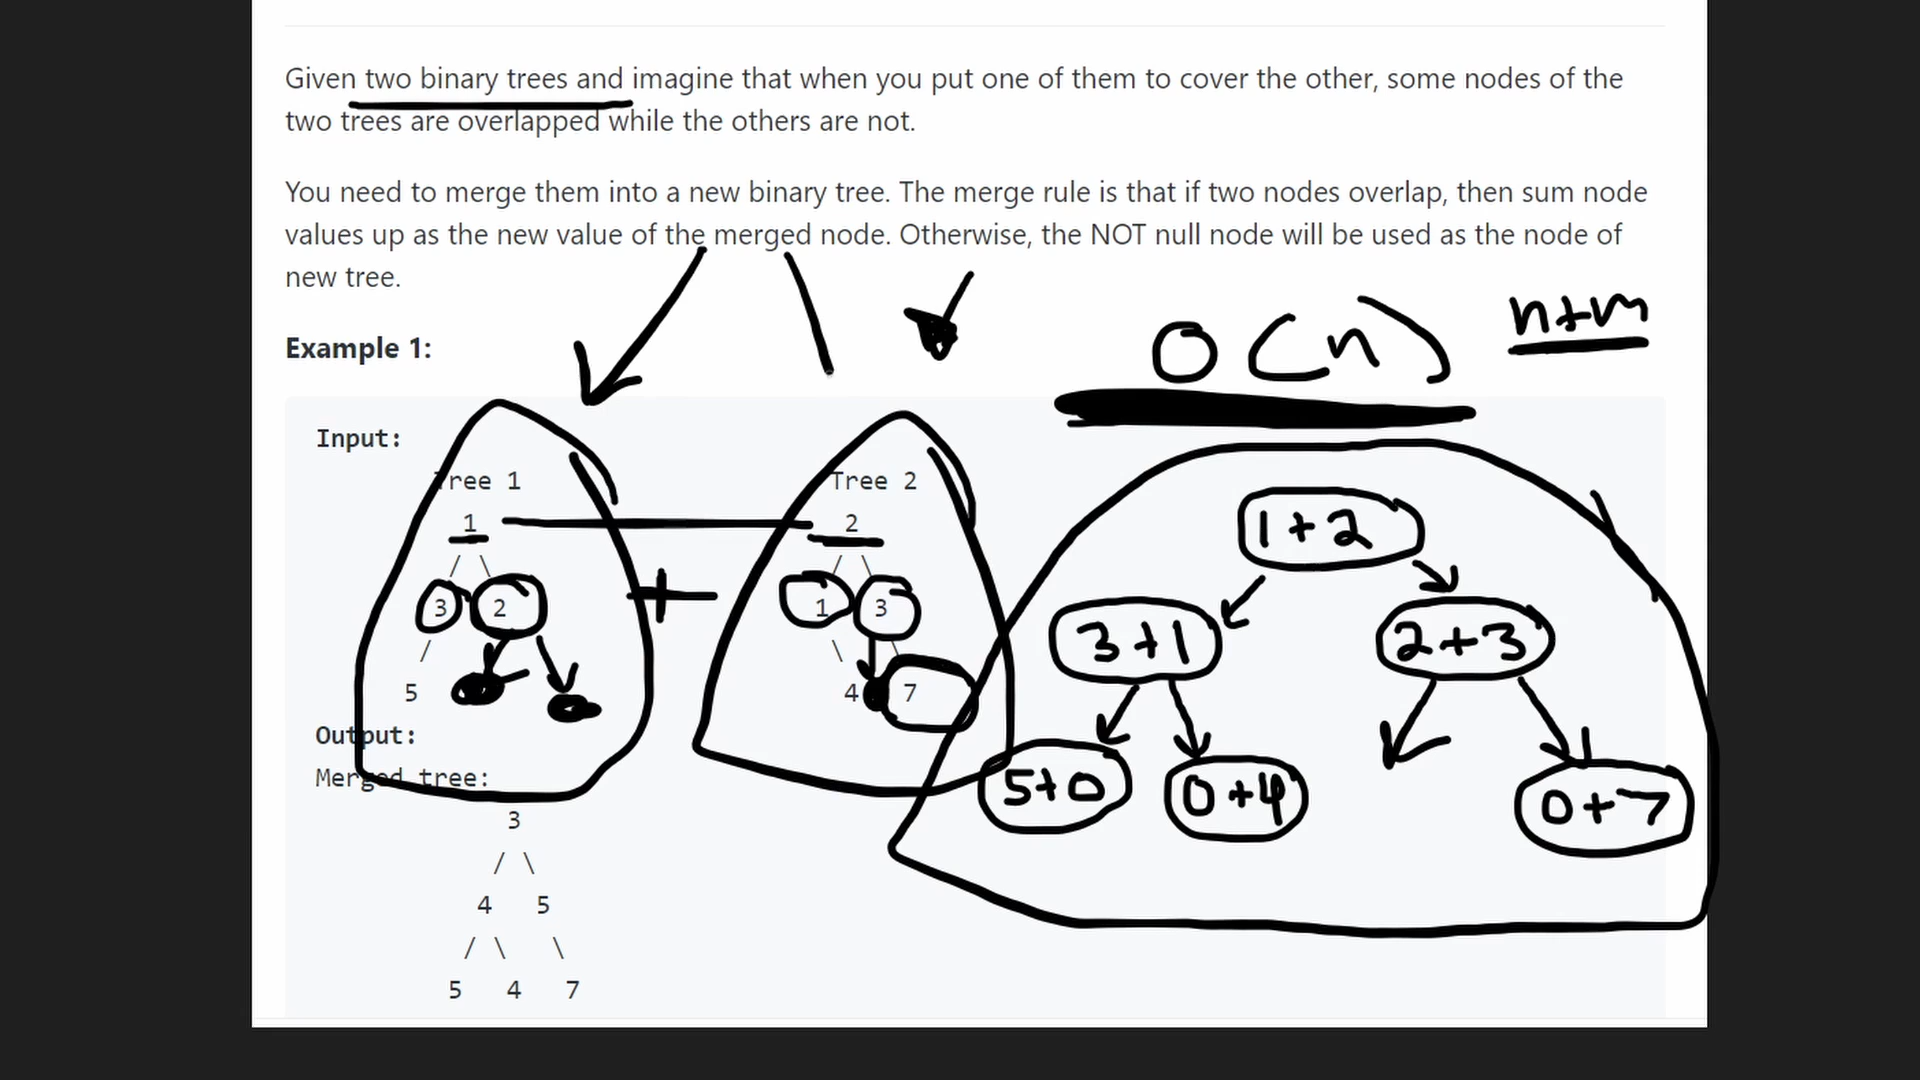 Given two binary trees and imagine that when you put one of them to cover the other, some nodes of the
two trees are overlapped while the others are not.
You need to merge them into a new binary tree. The merge rule is that if two nodes overlap, then sum node
values up as the new value of the merged node. Otherwise, the NOT null node will be used as the node of
new tree.
O(n) n+m
Example 1:
Input:
Tree 1 Tree 2
1 2
/ \ / \
3 2 + 1 3
/ \ \
5 4 7
1+2
3+1 2+3
5+0 0+4 0+7
Output:
Merged tree:
3
/ \
4 5
/ \ \
5 4 7